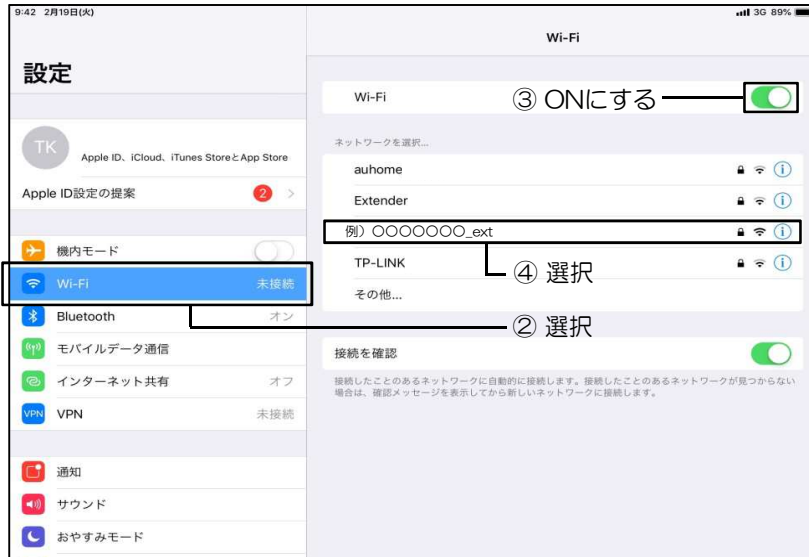 9:42 2月19日(火)
3G 89%
設定
TK
Apple ID、iCloud、iTunes StoreとApp Store
Apple ID設定の提案 2
機内モード
Wi-Fi 未接続
Bluetooth オン
モバイルデータ通信
インターネット共有 オフ
VPN VPN 未接続
通知
サウンド
おやすみモード
Wi-Fi
Wi-Fi
③ ONにする
ネットワークを選択...
auhome
Extender
例）〇〇〇〇〇〇〇_ext
TP-LINK
④ 選択
その他...
② 選択
接続を確認
接続したことのあるネットワークに自動的に接続します。接続したことのあるネットワークが見つからない
場合は、確認メッセージを表示してから新しいネットワークに接続します。